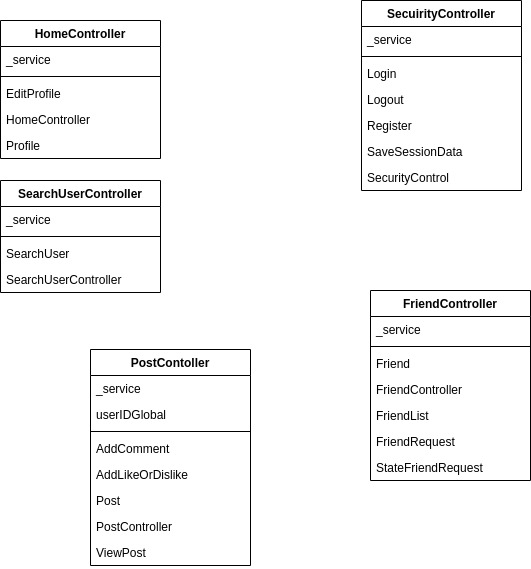 HomeController
_service
EditProfile
HomeController
Profile
SecuirityController
_service
Login
Logout
Register
SaveSessionData
SecurityControl
SearchUserController
_service
SearchUser
SearchUserController
FriendController
_service
Friend
FriendController
FriendList
FriendRequest
StateFriendRequest
PostContoller
_service
userIDGlobal
AddComment
AddLikeOrDislike
Post
PostController
ViewPost